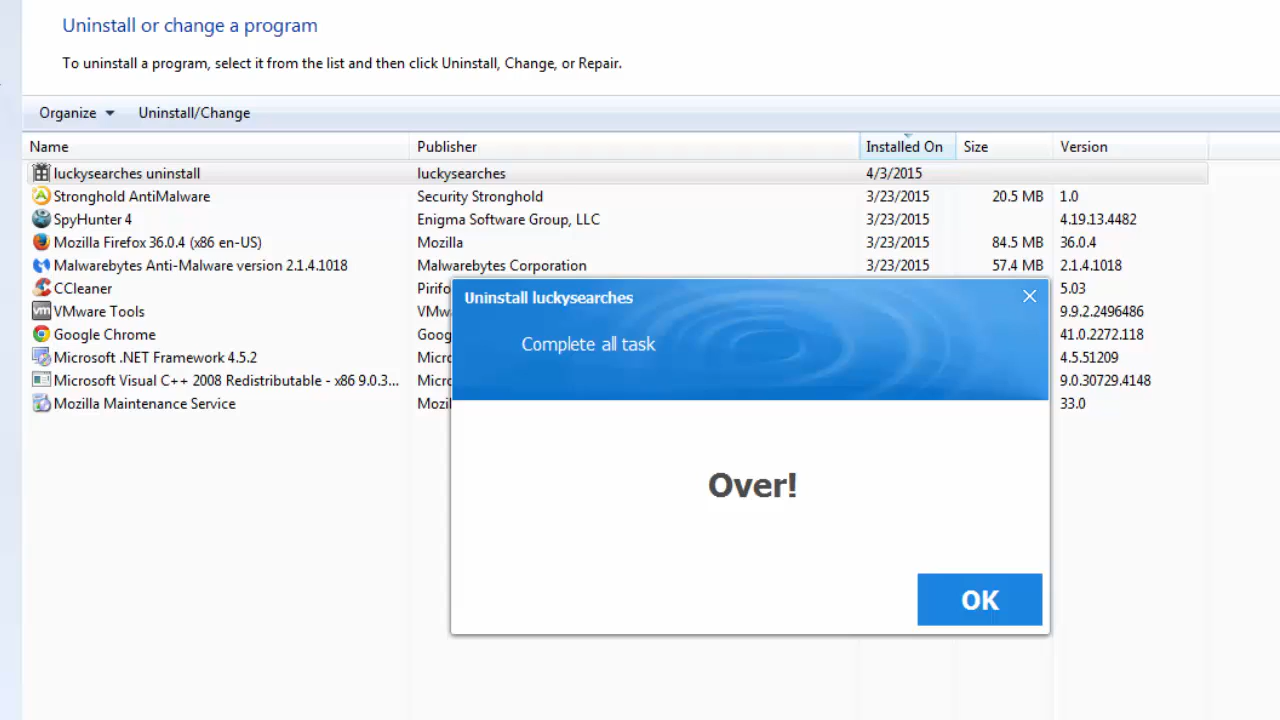 Uninstall or change a program
To uninstall a program, select it from the list and then click Uninstall, Change, or Repair.
Organize Uninstall/Change
Name Publisher Installed On Size Version
luckysearches uninstall luckysearches 4/3/2015
Stronghold AntiMalware Security Stronghold 3/23/2015 20.5 MB 1.0
SpyHunter 4 Enigma Software Group, LLC 3/23/2015 4.19.13.4482
Mozilla Firefox 36.0.4 (x86 en-US) Mozilla 3/23/2015 84.5 MB 36.0.4
Malwarebytes Anti-Malware version 2.1.4.1018 Malwarebytes Corporation 3/23/2015 57.4 MB 2.1.4.1018
CCleaner Pirifo 5.03
VMware Tools VMw 9.9.2.2496486
Google Chrome Goog 41.0.2272.118
Microsoft .NET Framework 4.5.2 Micro 4.5.51209
Microsoft Visual C++ 2008 Redistributable - x86 9.0.3... Micro 9.0.30729.4148
Mozilla Maintenance Service Mozil 33.0
Uninstall luckysearches
Complete all task
Over!
OK